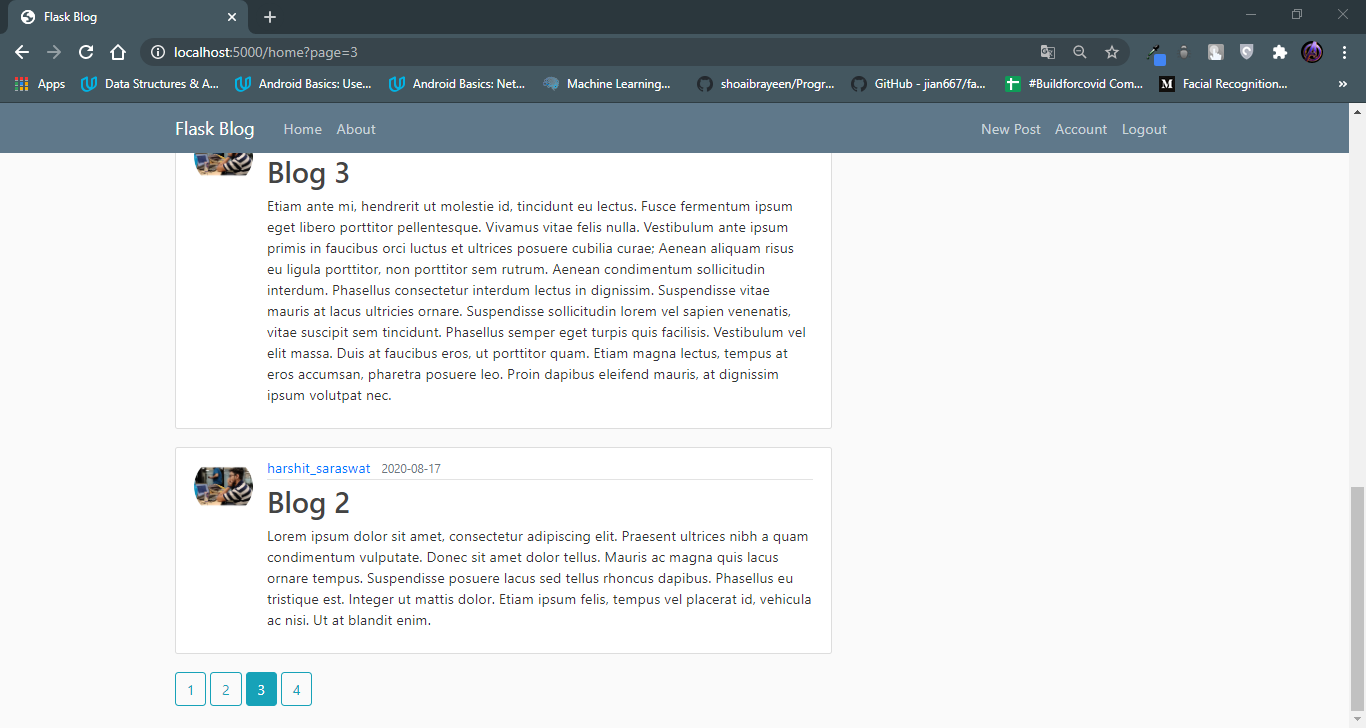 Flask Blog
localhost:5000/home?page=3
Apps
Data Structures & A...
Android Basics: Use...
Android Basics: Net...
Machine Learning...
shoaibrayeen/Progr...
GitHub - jian667/fa...
#Buildforcovid Com...
M
Facial Recognition...
»
Flask Blog
Home
About
New Post
Account
Logout
Blog 3
Etiam ante mi, hendrerit ut molestie id, tincidunt eu lectus. Fusce fermentum ipsum
eget libero porttitor pellentesque. Vivamus vitae felis nulla. Vestibulum ante ipsum
primis in faucibus orci luctus et ultrices posuere cubilia curae; Aenean aliquam risus
eu ligula porttitor, non porttitor sem rutrum. Aenean condimentum sollicitudin
interdum. Phasellus consectetur interdum lectus in dignissim. Suspendisse vitae
mauris at lacus ultricies ornare. Suspendisse sollicitudin lorem vel sapien venenatis,
vitae suscipit sem tincidunt. Phasellus semper eget turpis quis facilisis. Vestibulum vel
elit massa. Duis at faucibus eros, ut porttitor quam. Etiam magna lectus, tempus at
eros accumsan, pharetra posuere leo. Proin dapibus eleifend mauris, at dignissim
ipsum volutpat nec.
harshit_saraswat 2020-08-17
Blog 2
Lorem ipsum dolor sit amet, consectetur adipiscing elit. Praesent ultrices nibh a quam
condimentum vulputate. Donec sit amet dolor tellus. Mauris ac magna quis lacus
ornare tempus. Suspendisse posuere lacus sed tellus rhoncus dapibus. Phasellus eu
tristique est. Integer ut mattis dolor. Etiam ipsum felis, tempus vel placerat id, vehicula
ac nisi. Ut at blandit enim.
1 2 3 4